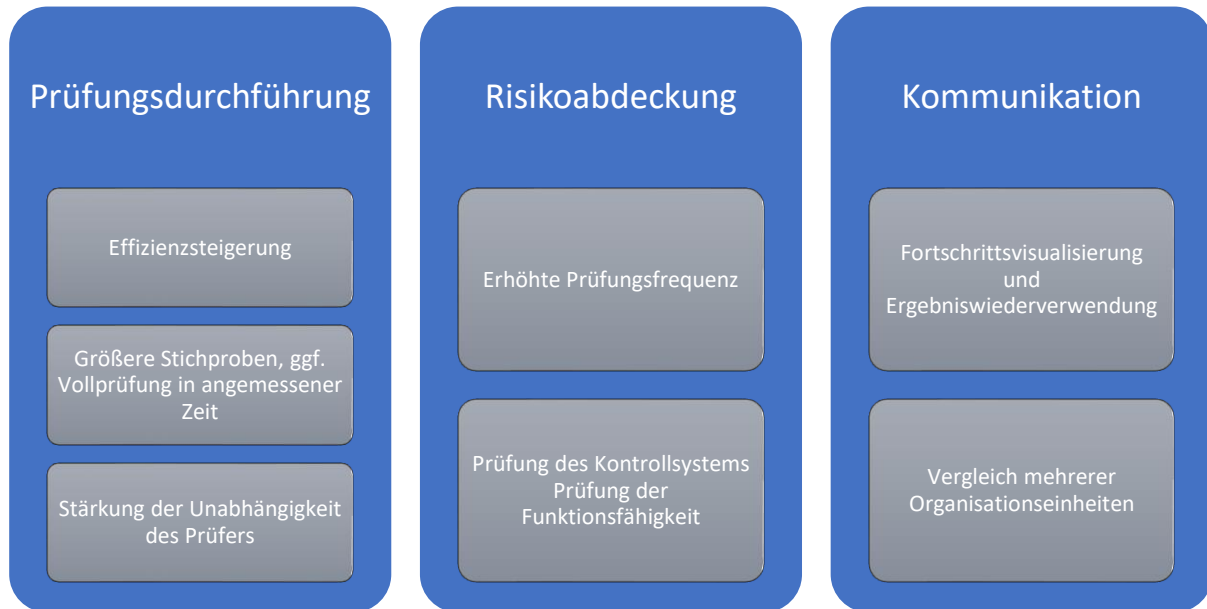 Prüfungsdurchführung
Effizienzsteigerung
Größere Stichproben, ggf.
Vollprüfung in angemessener
Zeit
Stärkung der Unabhängigkeit
des Prüfers
Risikoabdeckung
Erhöhte Prüfungsfrequenz
Prüfung des Kontrollsystems
Prüfung der
Funktionsfähigkeit
Kommunikation
Fortschrittsvisualisierung
und
Ergebniswiederverwendung
Vergleich mehrerer
Organisationseinheiten